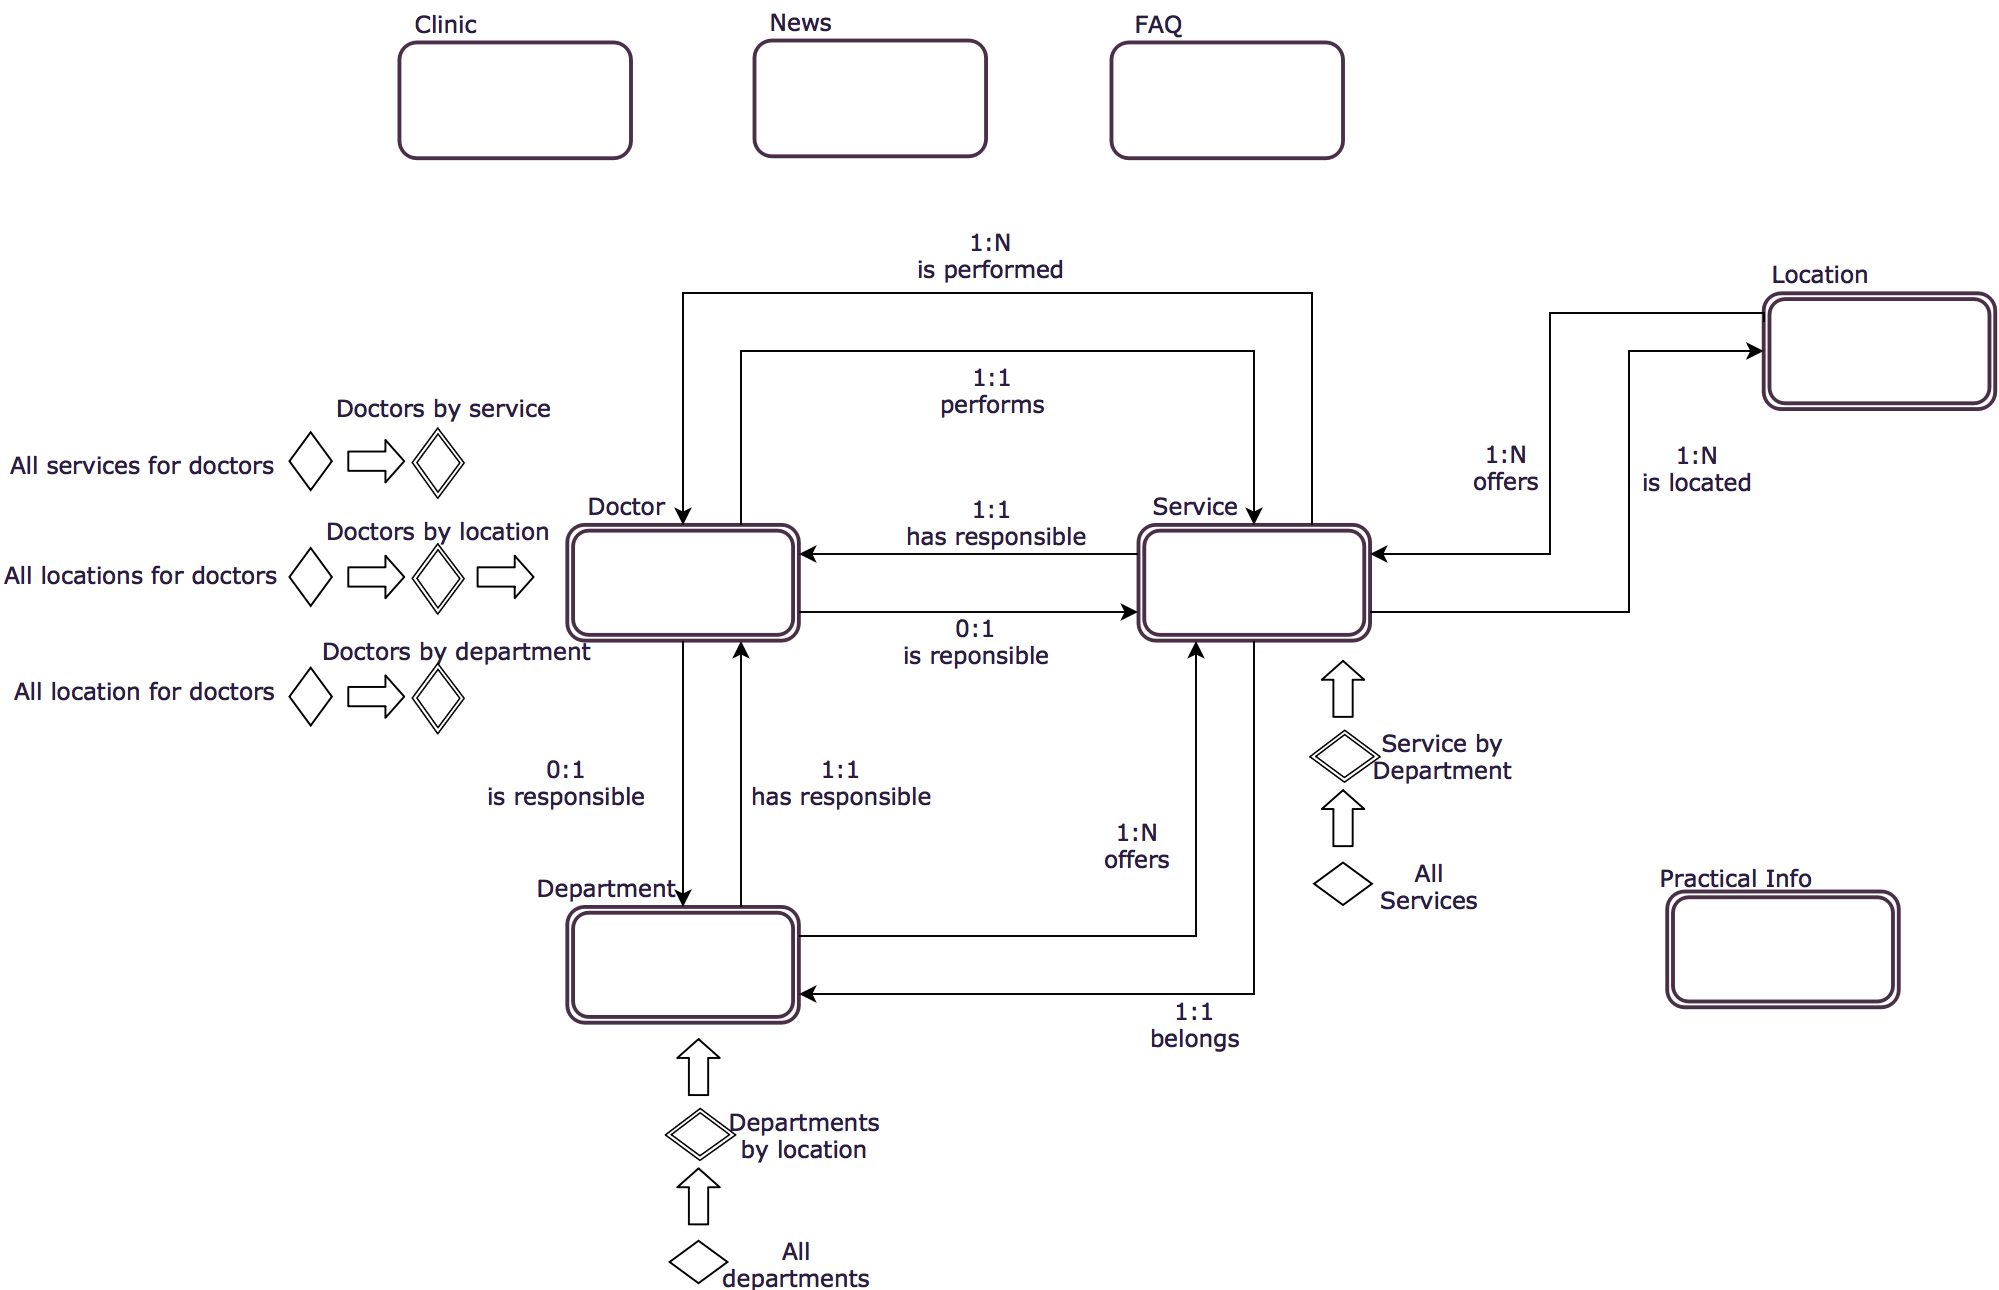 Clinic
News
FAQ
1:N
is performed
Location
1:1
performs
Doctors by service
All services for doctors
1:N
offers
1:N
is located
Doctor
1:1
has responsible
Service
Doctors by location
All locations for doctors
0:1
is reponsible
Doctors by department
All location for doctors
0:1
is responsible
1:1
has responsible
Service by
Department
1:N
offers
All
Services
Department
Practical Info
1:1
belongs
Departments
by location
All
departments